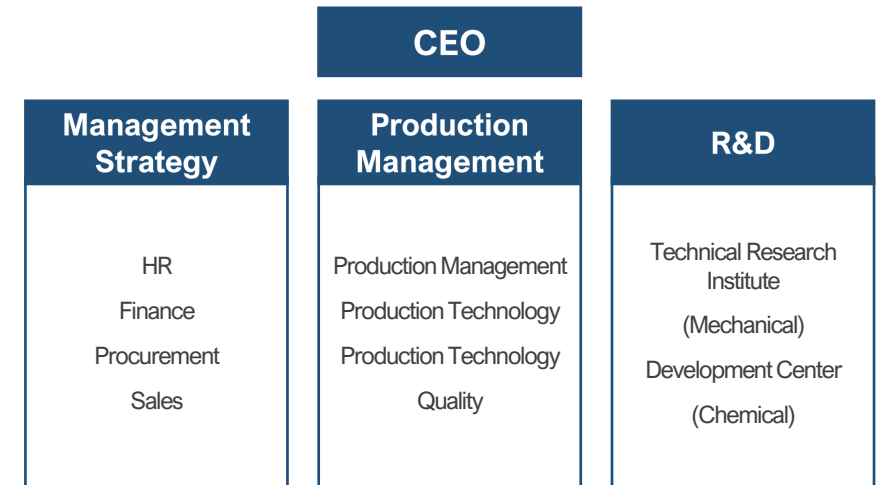 CEO
Management
Strategy
HR
Finance
Procurement
Sales
Production
Management
Production Management
Production Technology
Production Technology
Quality
R&D
Technical Research
Institute
(Mechanical)
Development Center
(Chemical)